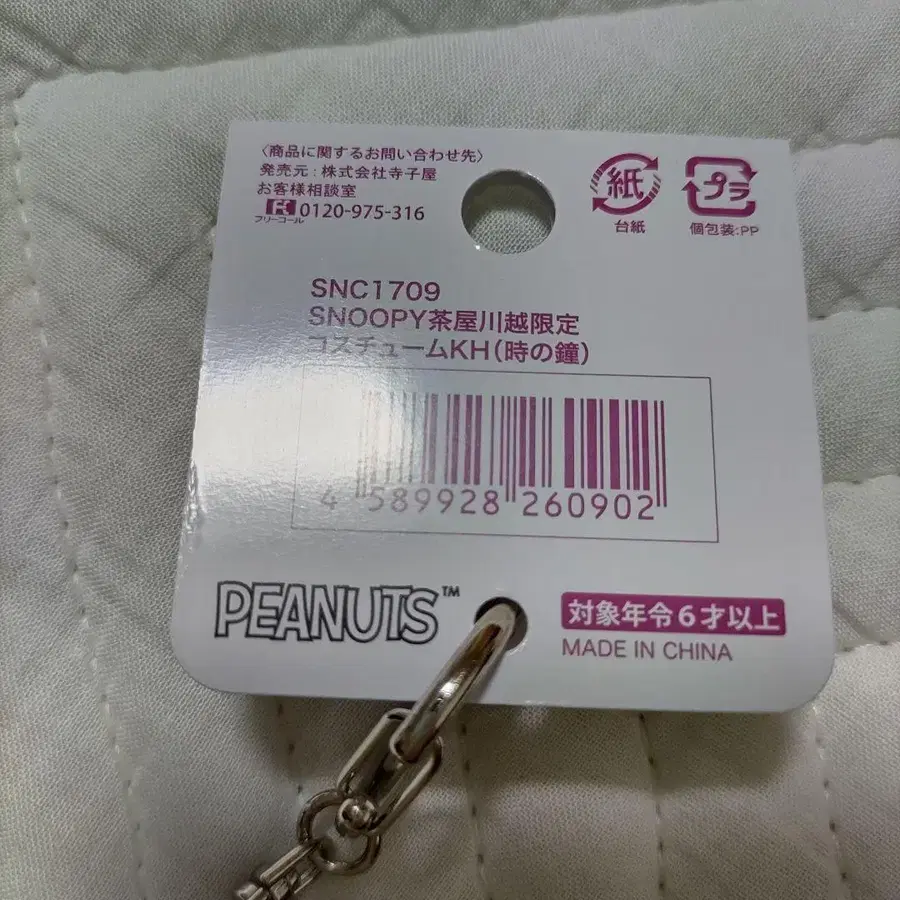 〈商品に関するお問い合わせ先〉
発売元：株式会社寺子屋
お客様相談室
FC 0120-975-316
フリーコール
紙
台紙
プラ
個包装:PP
SNC1709
SNOOPY茶屋川越限定
コスチュームKH(時の鐘)
4 589928 260902
PEANUTS™
対象年令6才以上
MADE IN CHINA